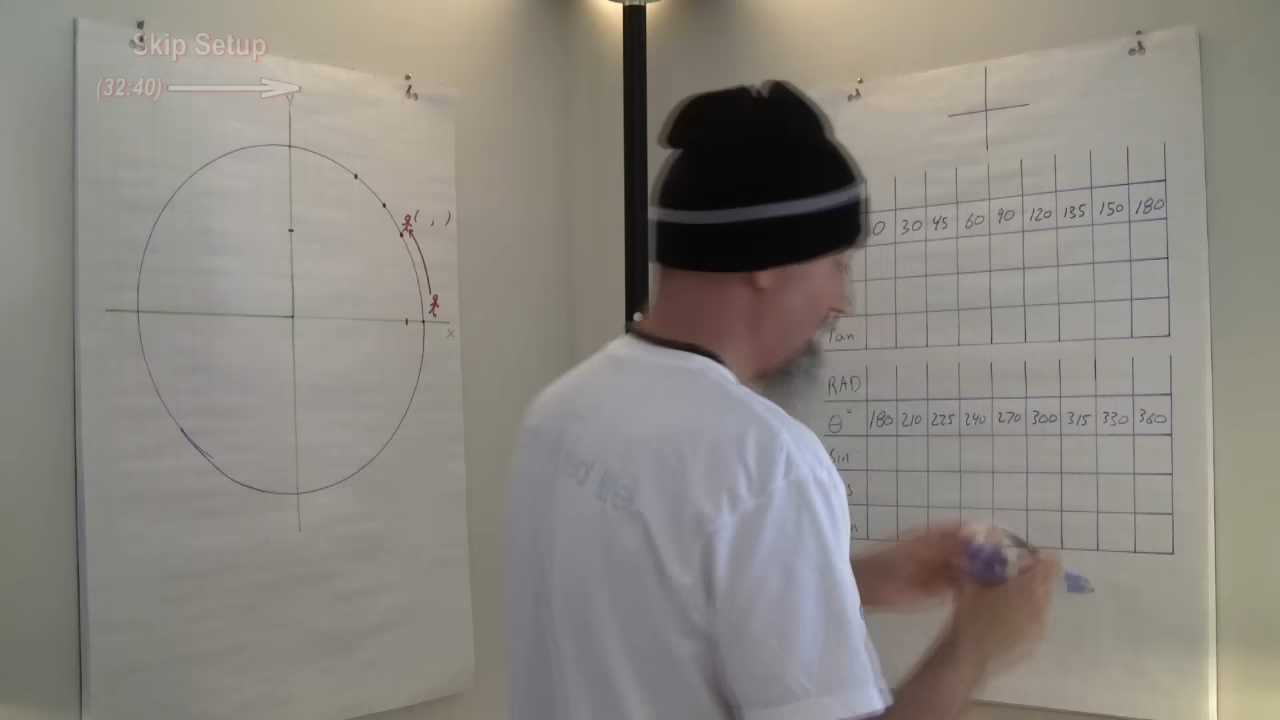 Skip Setup
(32:40)
Y
( , )
X
0 30 45 60 90 120 135 150 180
Tan
RAD
θ° 180 210 225 240 270 300 315 330 360
Sin